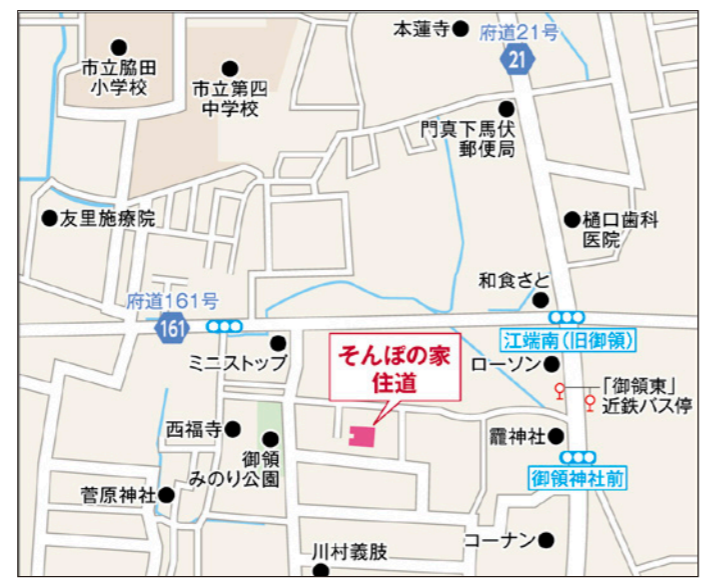 本蓮寺
府道21号
21
市立脇田
小学校
市立第四
中学校
門真下馬伏
郵便局
友里施療院
樋口歯科
医院
和食さと
府道161号
161
江端南(旧御領)
ミニストップ
そんぽの家
住道
ローソン
「御領東」
近鉄バス停
西福寺
御領
みのり公園
龗神社
御領神社前
菅原神社
コーナン
川村義肢